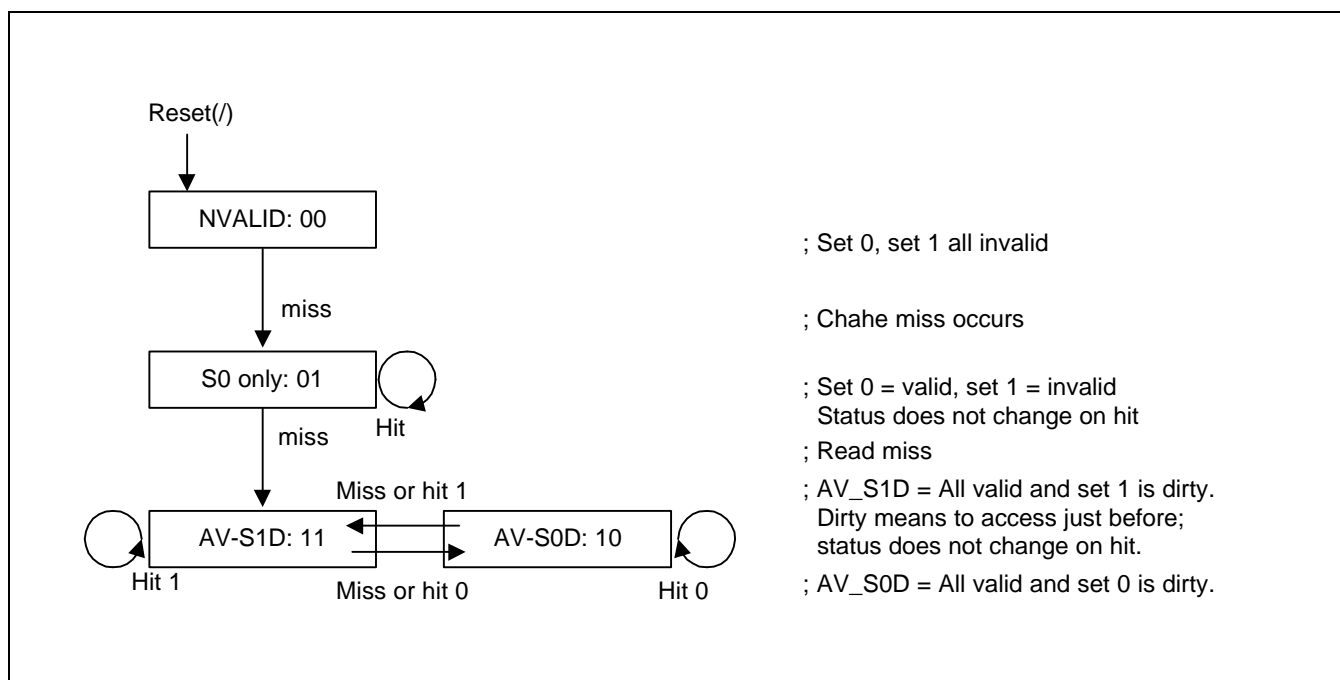 Reset(/)
NVALID: 00
; Set 0, set 1 all invalid
miss
; Chahe miss occurs
S0 only: 01
; Set 0 = valid, set 1 = invalid
Status does not change on hit
Hit
miss
; Read miss
Miss or hit 1
; AV_S1D = All valid and set 1 is dirty.
Dirty means to access just before;
status does not change on hit.
AV-S1D: 11
AV-S0D: 10
Hit 1
Miss or hit 0
Hit 0
; AV_S0D = All valid and set 0 is dirty.